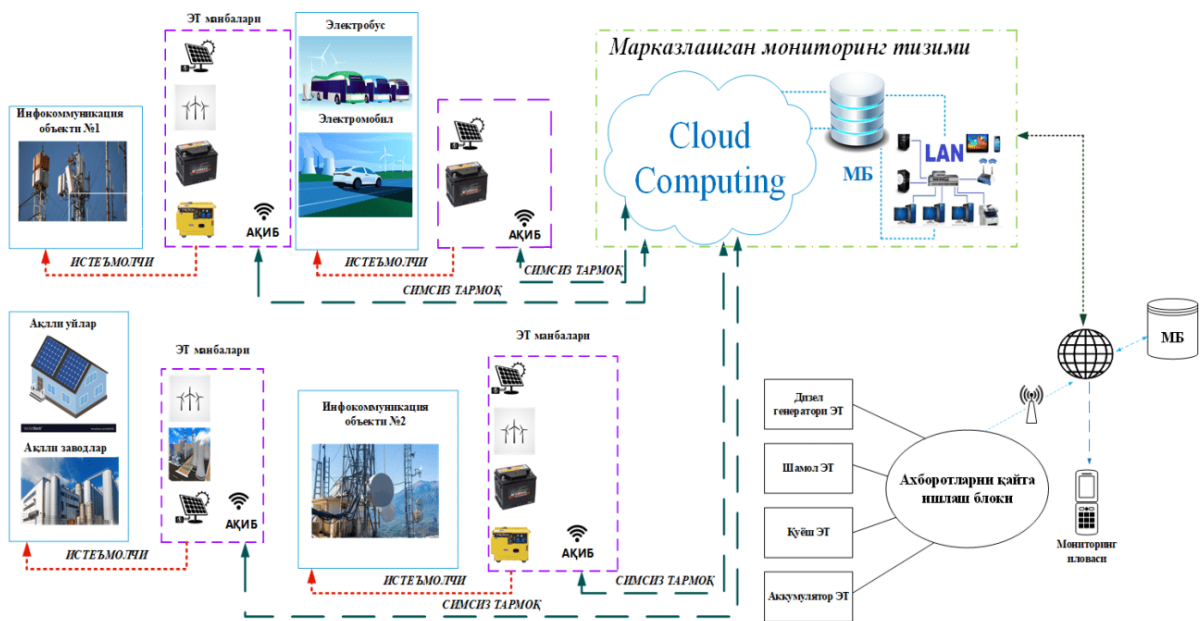 ЭТ манбалари
Инфокоммуникация
объекти №1
АҚИБ
ИСТЕЪМОЛЧИ
СИМСИЗ ТАРМОҚ
Электробус
Электромобил
АҚИБ
ИСТЕЪМОЛЧИ
СИМСИЗ ТАРМОҚ
Марказлашган мониторинг тизими
Cloud
Computing
МБ
LAN
Ақлли уйлар
Ақлли заводлар
ЭТ манбалари
АҚИБ
ИСТЕЪМОЛЧИ
СИМСИЗ ТАРМОҚ
Инфокоммуникация
объекти №2
ЭТ манбалари
АҚИБ
ИСТЕЪМОЛЧИ
СИМСИЗ ТАРМОҚ
Дизел
генератори ЭТ
Шамол ЭТ
Қуёш ЭТ
Аккумулятор ЭТ
Ахборотларни қайта
ишлаш блоки
МБ
Мониторинг
иловаси